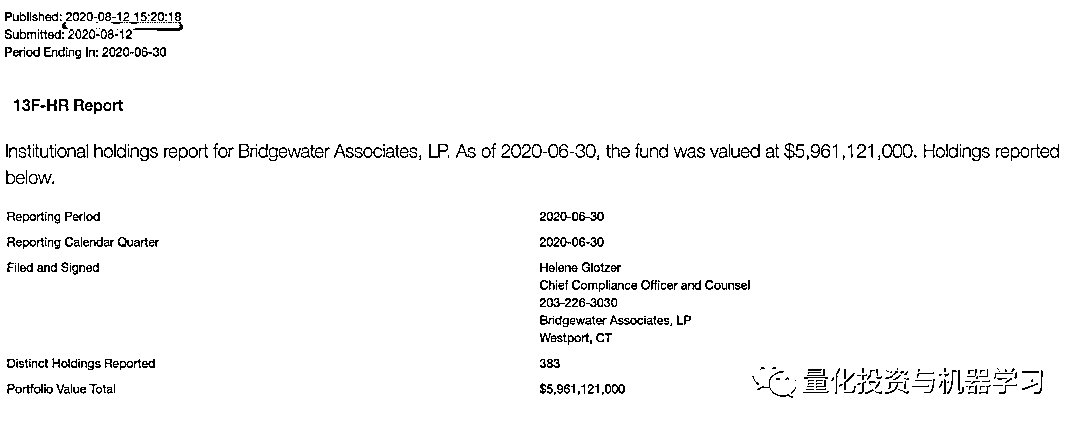 Published: 2020-08-12 15:20:18
Submitted: 2020-08-12
Period Ending In: 2020-06-30
13F-HR Report
Institutional holdings report for Bridgewater Associates, LP. As of 2020-06-30, the fund was valued at $5,961,121,000. Holdings reported
below.
Reporting Period 2020-06-30
Reporting Calendar Quarter 2020-06-30
Filed and Signed Helene Glotzer
Chief Compliance Officer and Counsel
203-226-3030
Bridgewater Associates, LP
Westport, CT
Distinct Holdings Reported 383
Portfolio Value Total $5,961,121,000
量化投资与机器学习